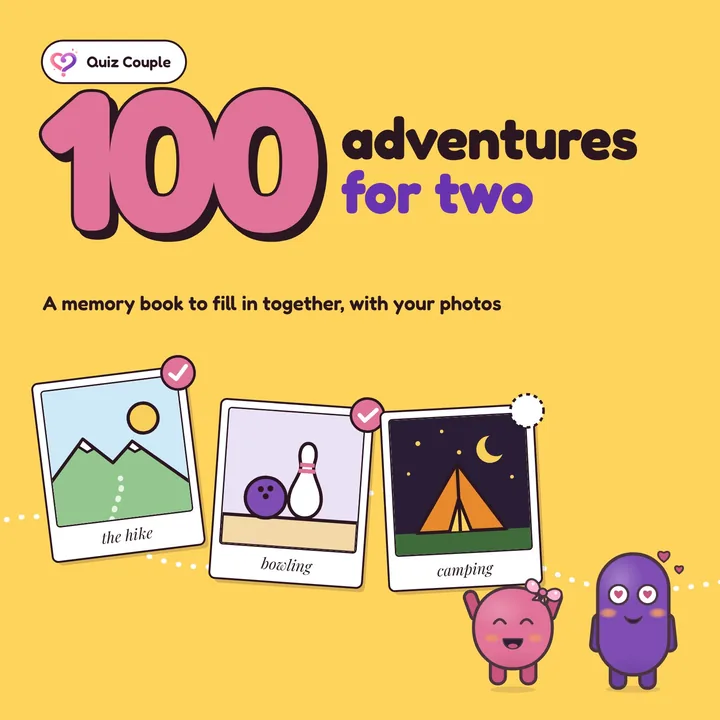 Quiz Couple
100
adventures
for two
A memory book to fill in together, with your photos
the hike
bowling
camping